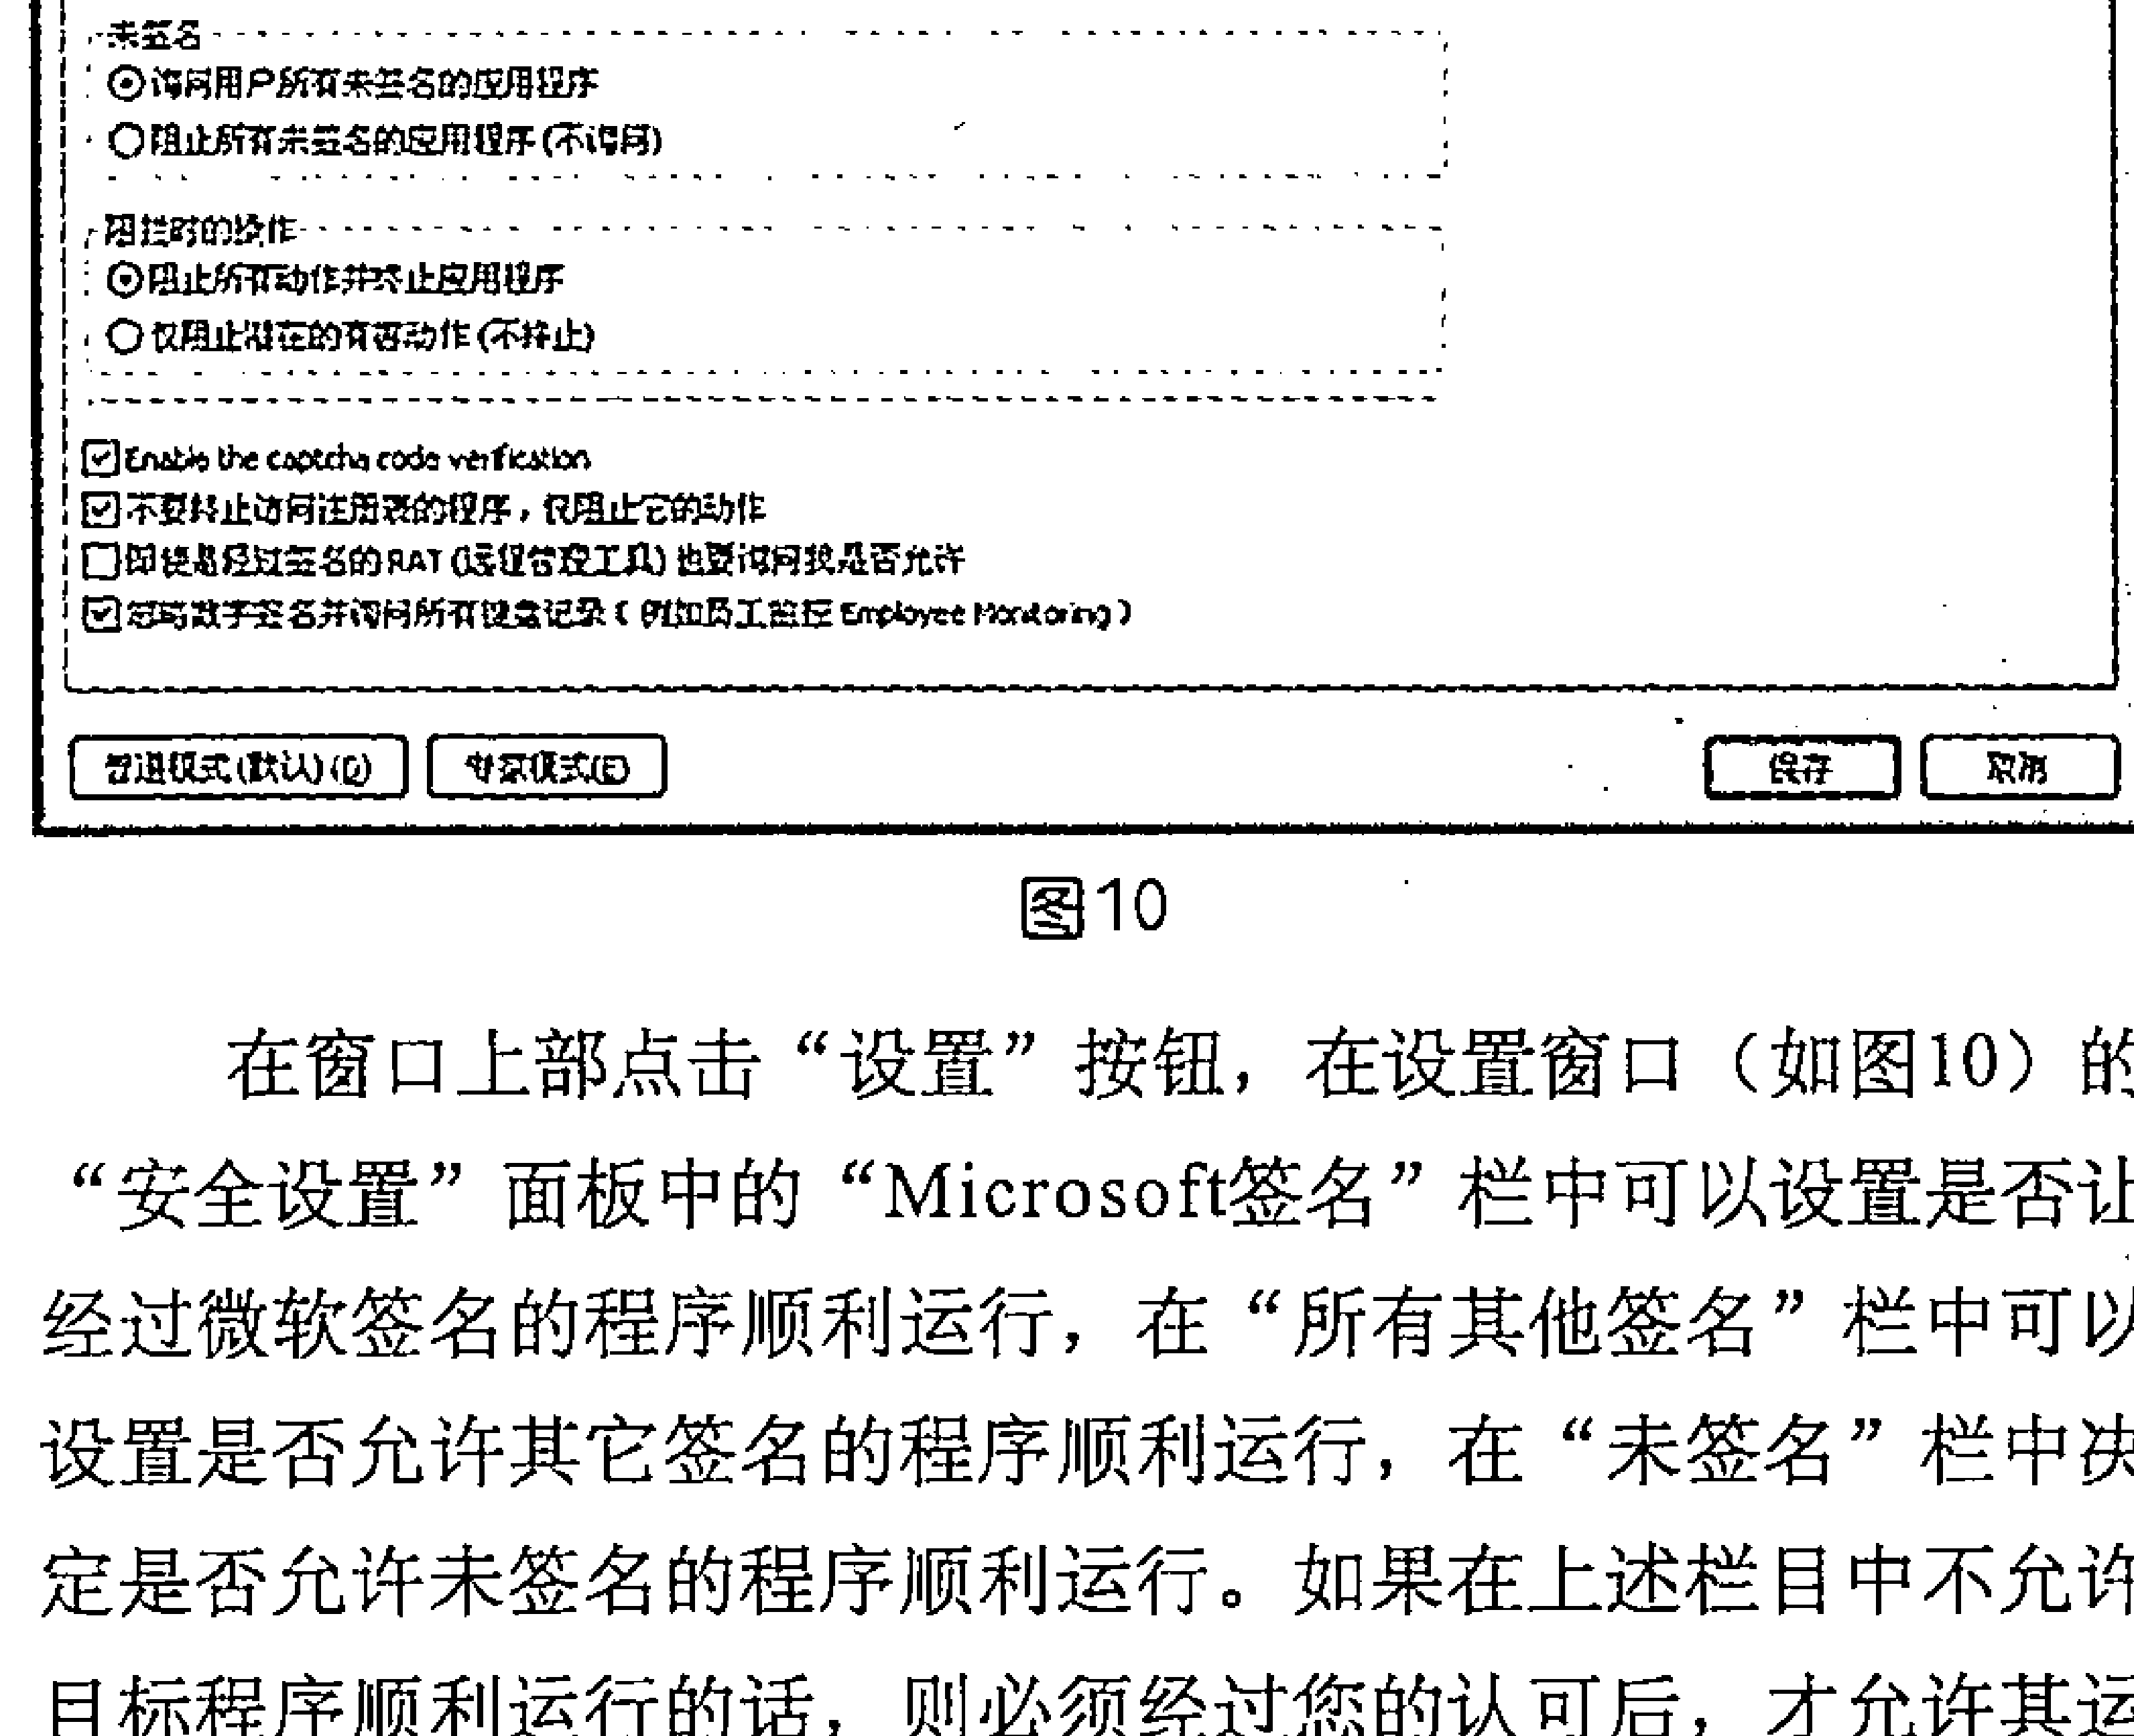 未签名
询问用户所有未签名的应用程序
阻止所有未签名的应用程序(不询问)
阻拦时的操作
阻止所有动作并终止应用程序
仅阻止潜在的有害动作(不终止)
Enable the captcha code verification
不要终止访问注册表的程序，仅阻止它的动作
即使是经过签名的RAT(远程管理工具)也要询问我是否允许
忽略数字签名并询问所有键盘记录(例如员工监控 Employee Monitoring)
普通模式(默认)(D) 专家模式(E) 保存 取消
图10
在窗口上部点击“设置”按钮，在设置窗口（如图10）的
“安全设置”面板中的“Microsoft签名”栏中可以设置是否让
经过微软签名的程序顺利运行，在“所有其他签名”栏中可以
设置是否允许其它签名的程序顺利运行，在“未签名”栏中决
定是否允许未签名的程序顺利运行。如果在上述栏目中不允许
目标程序顺利运行的话，则必须经过您的认可后，才允许其运